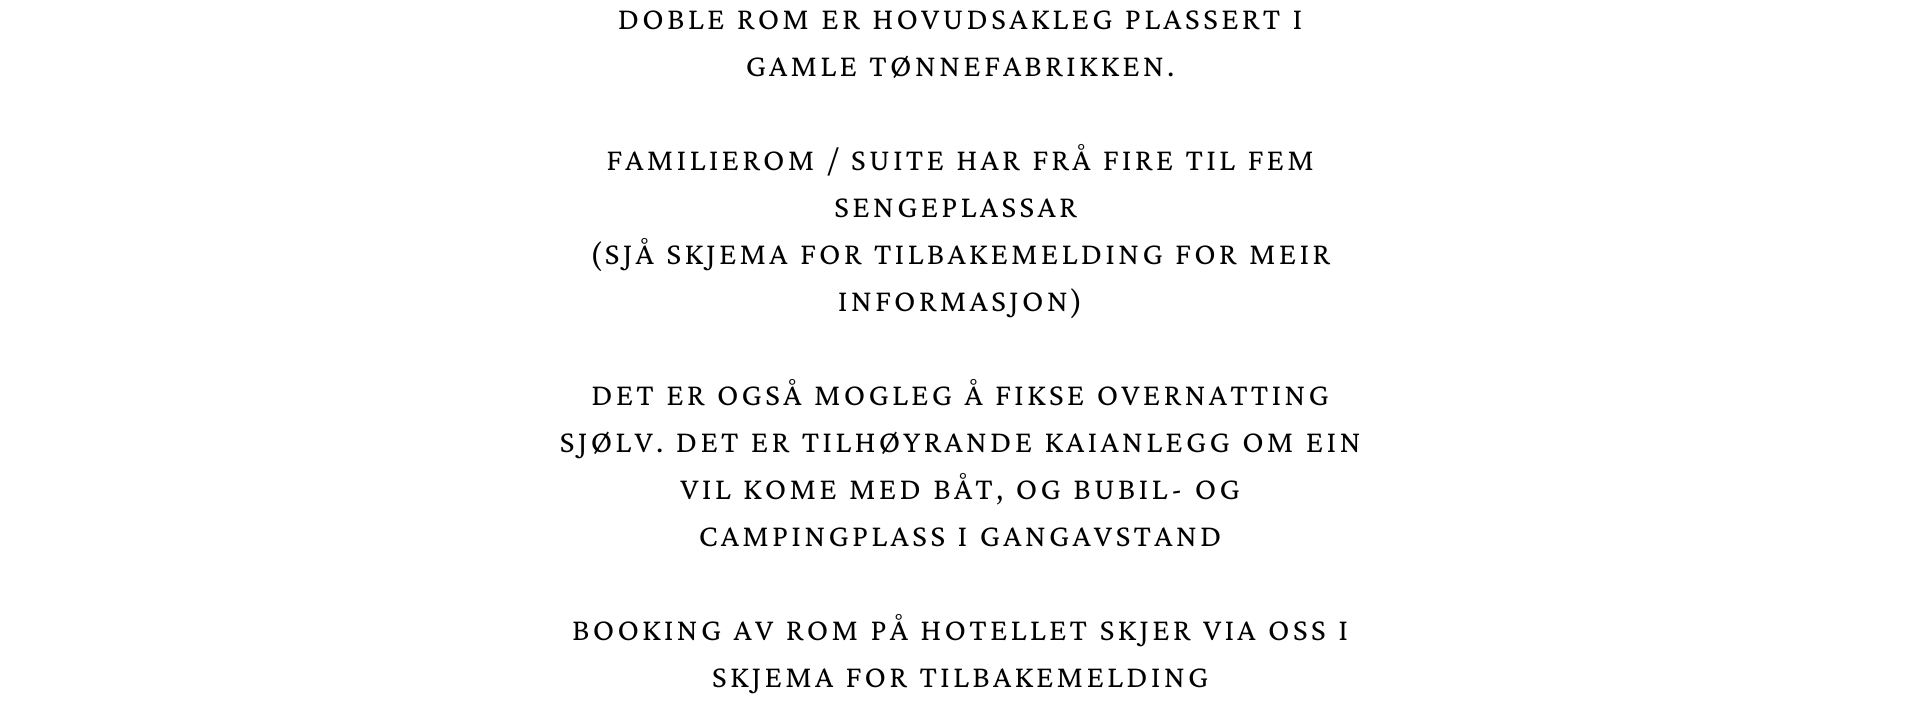 DOBLE ROM ER HOVUDSAKLEG PLASSERT I
GAMLE TØNNEFABRIKKEN.
FAMILIEROM / SUITE HAR FRÅ FIRE TIL FEM
SENGEPLASSAR
(SJÅ SKJEMA FOR TILBAKEMELDING FOR MEIR
INFORMASJON)
DET ER OGSÅ MOGLEG Å FIKSE OVERNATTING
SJØLV. DET ER TILHØYRANDE KAIANLEGG OM EIN
VIL KOME MED BÅT, OG BUBIL- OG
CAMPINGPLASS I GANGAVSTAND
BOOKING AV ROM PÅ HOTELLET SKJER VIA OSS I
SKJEMA FOR TILBAKEMELDING